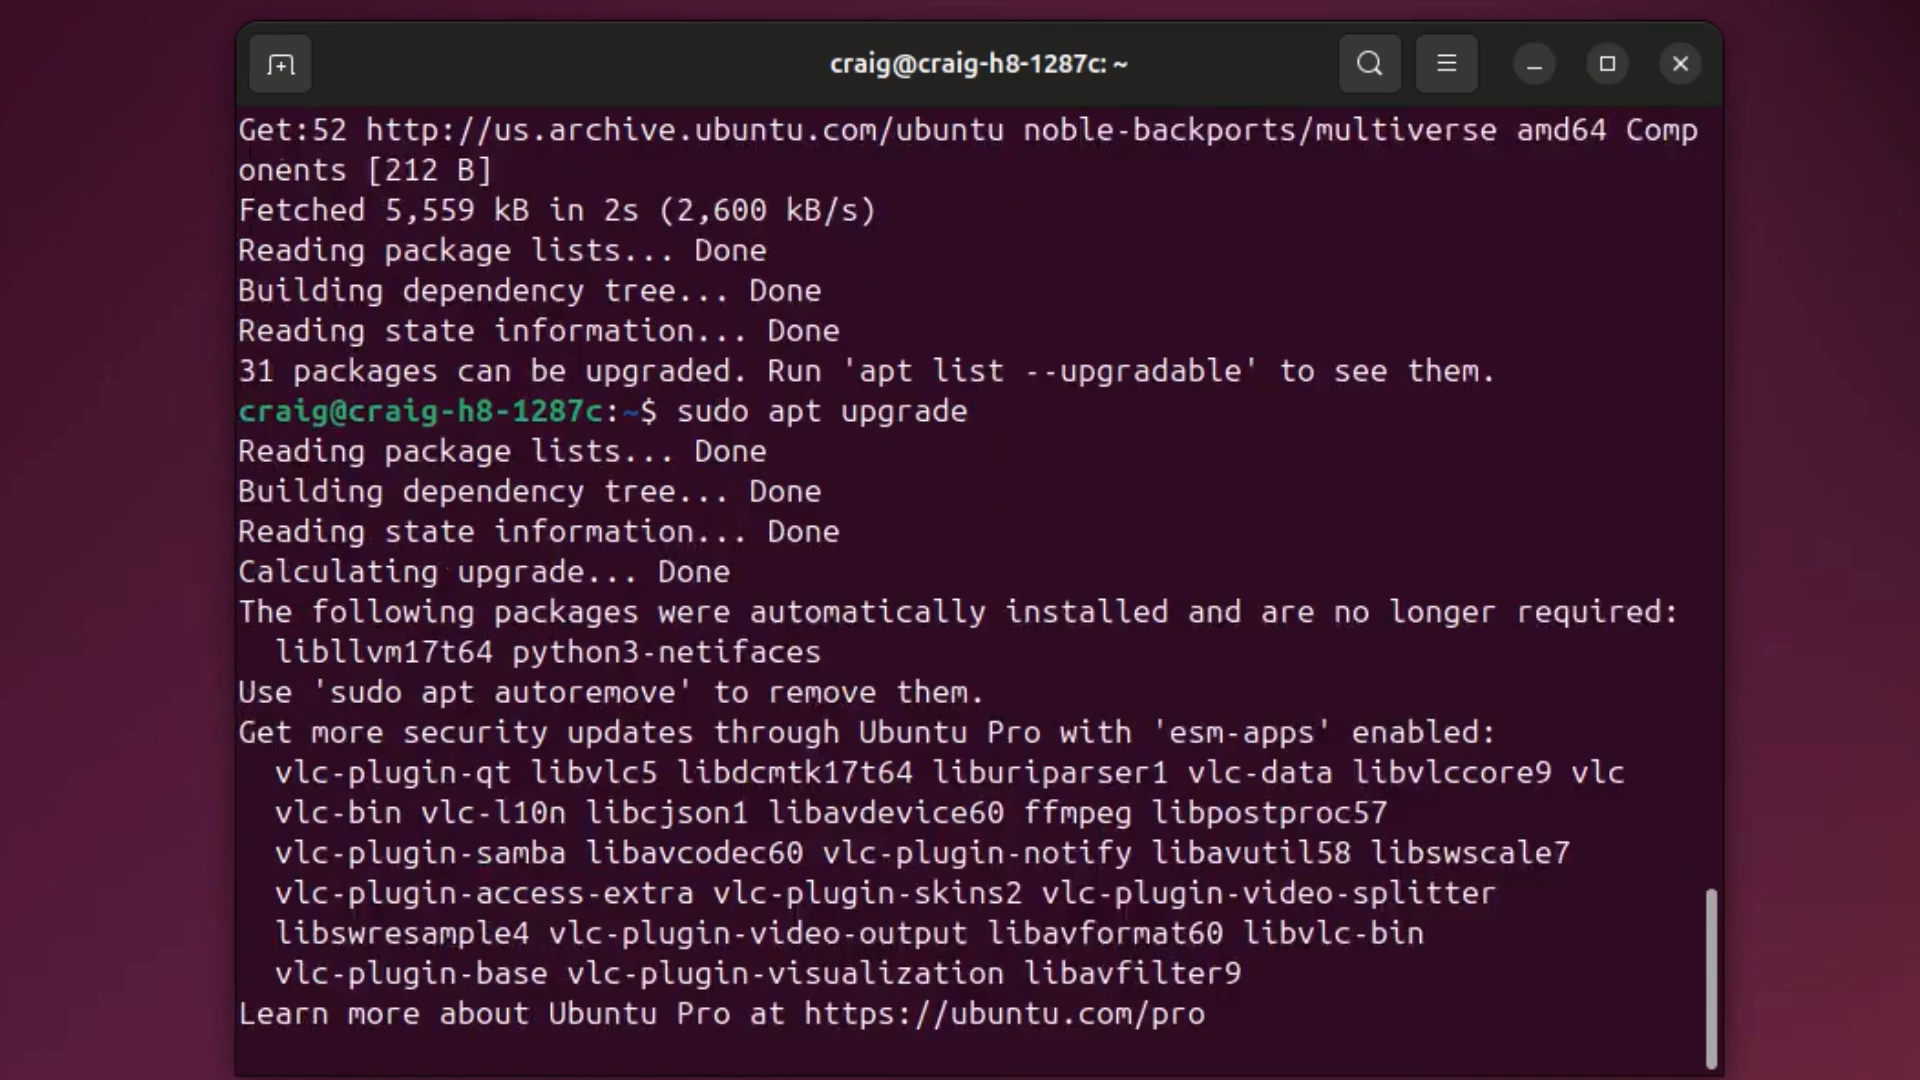 craig@craig-h8-1287c: ~
Get:52 http://us.archive.ubuntu.com/ubuntu noble-backports/multiverse amd64 Comp
onents [212 B]
Fetched 5,559 kB in 2s (2,600 kB/s)
Reading package lists... Done
Building dependency tree... Done
Reading state information... Done
31 packages can be upgraded. Run 'apt list --upgradable' to see them.
craig@craig-h8-1287c:~$ sudo apt upgrade
Reading package lists... Done
Building dependency tree... Done
Reading state information... Done
Calculating upgrade... Done
The following packages were automatically installed and are no longer required:
  libllvm17t64 python3-netifaces
Use 'sudo apt autoremove' to remove them.
Get more security updates through Ubuntu Pro with 'esm-apps' enabled:
  vlc-plugin-qt libvlc5 libdcmtk17t64 liburiparser1 vlc-data libvlccore9 vlc
  vlc-bin vlc-l10n libcjson1 libavdevice60 ffmpeg libpostproc57
  vlc-plugin-samba libavcodec60 vlc-plugin-notify libavutil58 libswscale7
  vlc-plugin-access-extra vlc-plugin-skins2 vlc-plugin-video-splitter
  libswresample4 vlc-plugin-video-output libavformat60 libvlc-bin
  vlc-plugin-base vlc-plugin-visualization libavfilter9
Learn more about Ubuntu Pro at https://ubuntu.com/pro